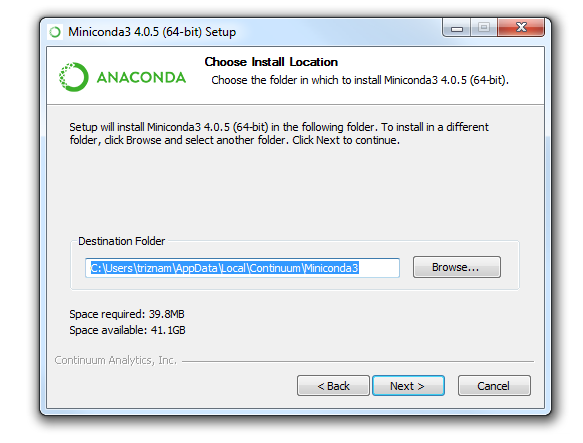 Miniconda3 4.0.5 (64-bit) Setup
ANACONDA
Choose Install Location
Choose the folder in which to install Miniconda3 4.0.5 (64-bit).
Setup will install Miniconda3 4.0.5 (64-bit) in the following folder. To install in a different
folder, click Browse and select another folder. Click Next to continue.
Destination Folder
C:\Users\triznam\AppData\Local\Continuum\Miniconda3
Browse...
Space required: 39.8MB
Space available: 41.1GB
Continuum Analytics, Inc.
< Back
Next >
Cancel